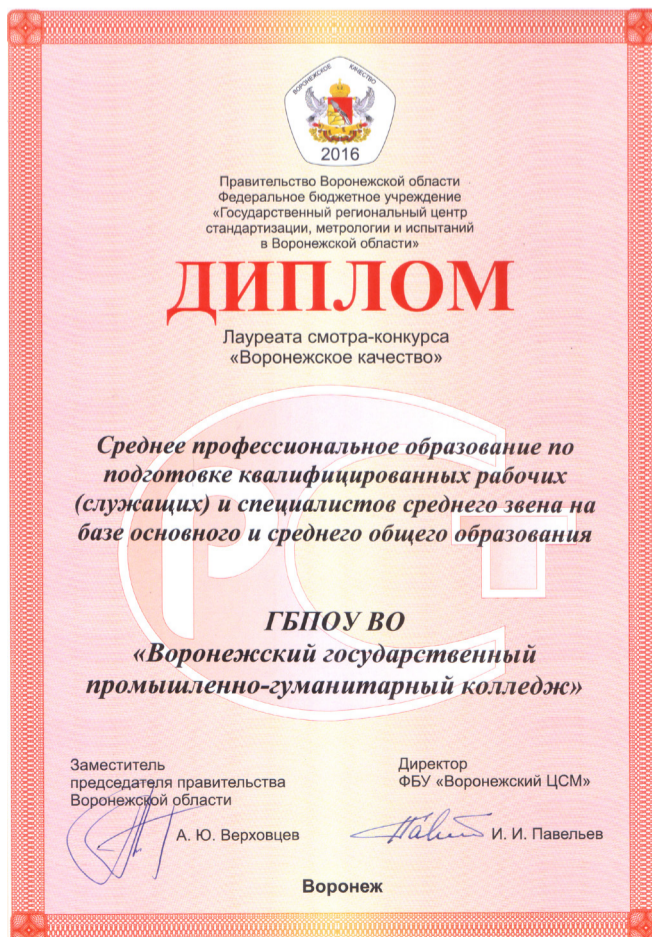 ВОРОНЕЖСКОЕ КАЧЕСТВО
2016
Правительство Воронежской области
Федеральное бюджетное учреждение
«Государственный региональный центр
стандартизации, метрологии и испытаний
в Воронежской области»
ДИПЛОМ
Лауреата смотра-конкурса
«Воронежское качество»
Среднее профессиональное образование по
подготовке квалифицированных рабочих
(служащих) и специалистов среднего звена на
базе основного и среднего общего образования
ГБПОУ ВО
«Воронежский государственный
промышленно-гуманитарный колледж»
Заместитель
председателя правительства
Воронежской области
А. Ю. Верховцев
Директор
ФБУ «Воронежский ЦСМ»
И. И. Павельев
Воронеж